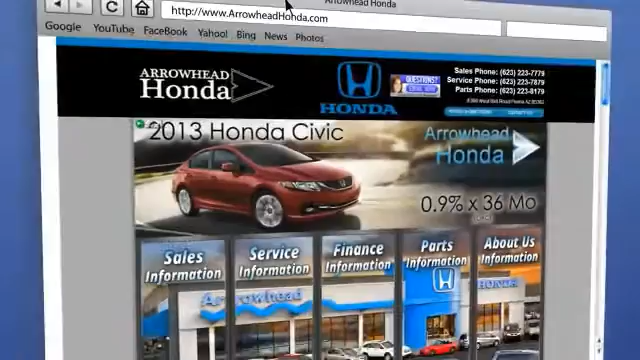 Arrowhead Honda
http://www.ArrowheadHonda.com
Google YouTube FaceBook Yahoo! Bing News Photos
ARROWHEAD
Honda
HONDA
QUESTIONS?
Sales Phone: (623) 223-7779
Service Phone: (623) 223-7879
Parts Phone: (623) 223-8179
2013 Honda Civic
Arrowhead
Honda
0.9% x 36 Mo
Sales
Information
Service
Information
Finance
Information
Parts
Information
About Us
Information
Arrowhead
HONDA